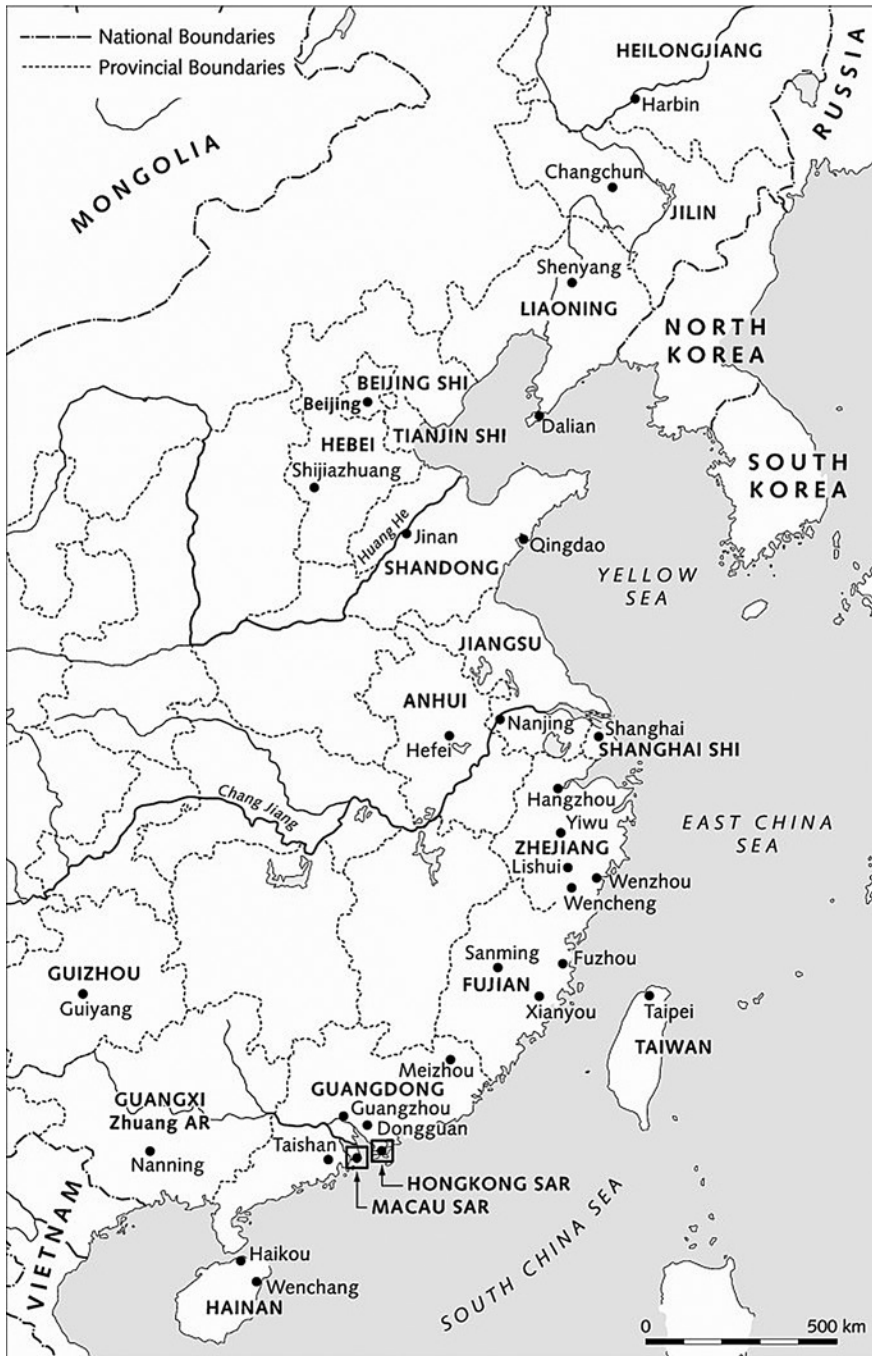 National Boundaries
Provincial Boundaries
HEILONGJIANG
Harbin
RUSSIA
MONGOLIA
Changchun
JILIN
Shenyang
LIAONING
NORTH
KOREA
BEIJING SHI
Beijing
TIANJIN SHI
Dalian
HEBEI
Shijiazhuang
SOUTH
KOREA
Huang He
Jinan
Qingdao
SHANDONG
YELLOW
SEA
JIANGSU
ANHUI
Nanjing
Shanghai
Hefei
SHANGHAI SHI
Hangzhou
Chang Jiang
Yiwu
EAST CHINA
SEA
ZHEJIANG
Lishui
Wenzhou
Wencheng
Sanming
Fuzhou
GUIZHOU
Guiyang
FUJIAN
Xianyou
Taipei
TAIWAN
Meizhou
GUANGDONG
GUANGXI
Zhuang AR
Guangzhou
Dongguan
Taishan
Nanning
HONGKONG SAR
MACAU SAR
VIETNAM
Haikou
Wenchang
HAINAN
SOUTH CHINA SEA
0 500 km